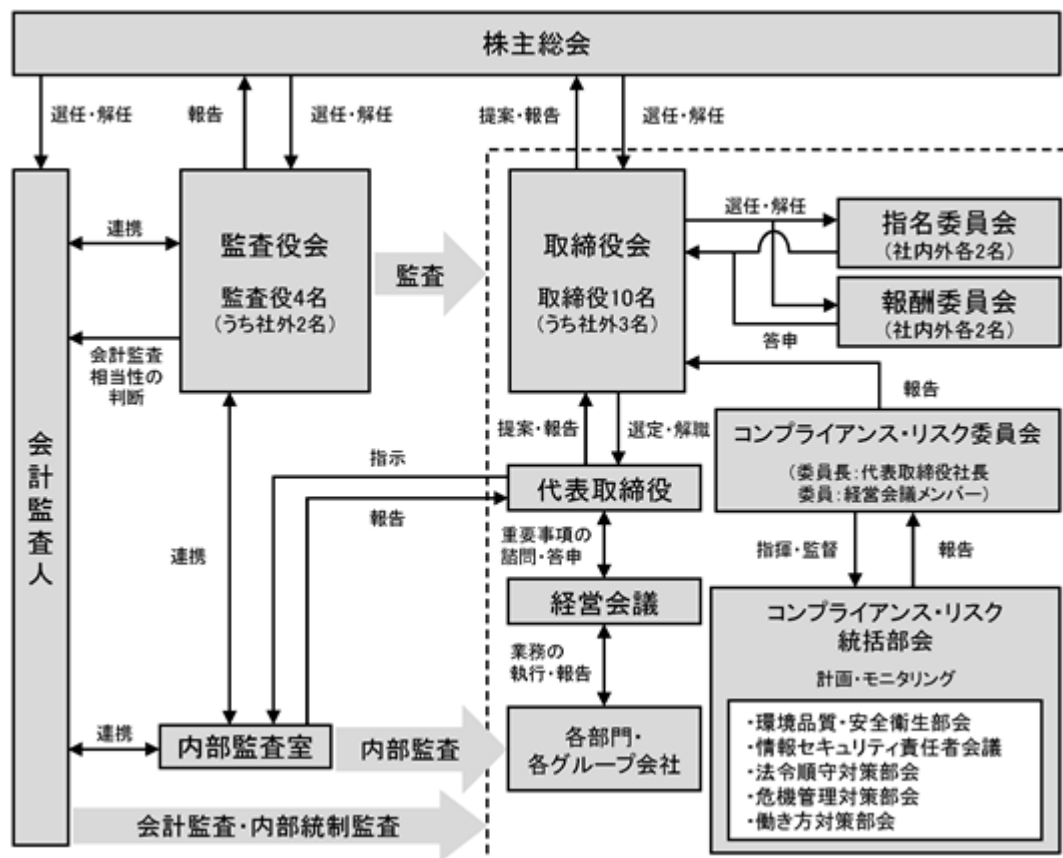 株主総会
選任・解任
報告
選任・解任
提案・報告
選任・解任
会計監査人
連携
監査役会
監査役4名
(うち社外2名)
監査
取締役会
取締役10名
(うち社外3名)
選任・解任
指名委員会
(社内外各2名)
報酬委員会
(社内外各2名)
答申
会計監査
相当性の
判断
報告
提案・報告
選定・解職
コンプライアンス・リスク委員会
(委員長:代表取締役社長
委員:経営会議メンバー)
指示
代表取締役
報告
連携
重要事項の
諮問・答申
指揮・監督
報告
経営会議
コンプライアンス・リスク
統括部会
計画・モニタリング
業務の
執行・報告
連携
内部監査室
内部監査
各部門・
各グループ会社
・環境品質・安全衛生部会
・情報セキュリティ責任者会議
・法令順守対策部会
・危機管理対策部会
・働き方対策部会
会計監査・内部統制監査